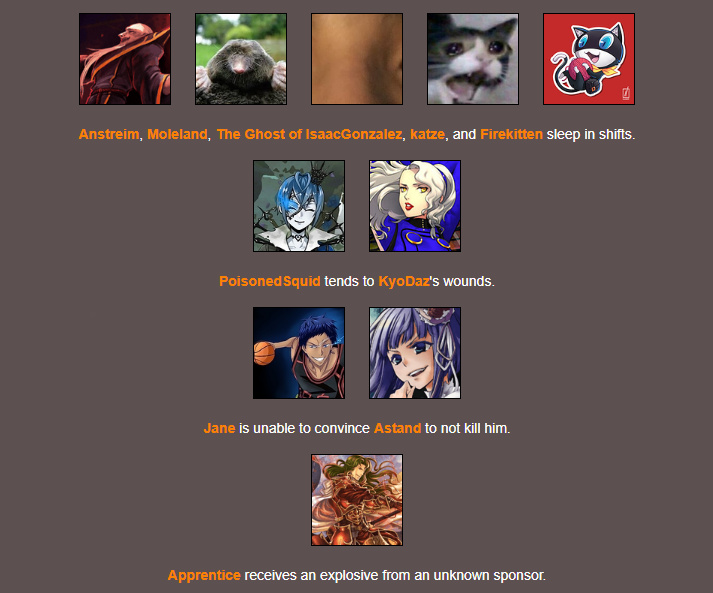 Anstreim, Moleland, The Ghost of IsaacGonzalez, katze, and Firekitten sleep in shifts.
PoisonedSquid tends to KyoDaz's wounds.
Jane is unable to convince Astand to not kill him.
Apprentice receives an explosive from an unknown sponsor.